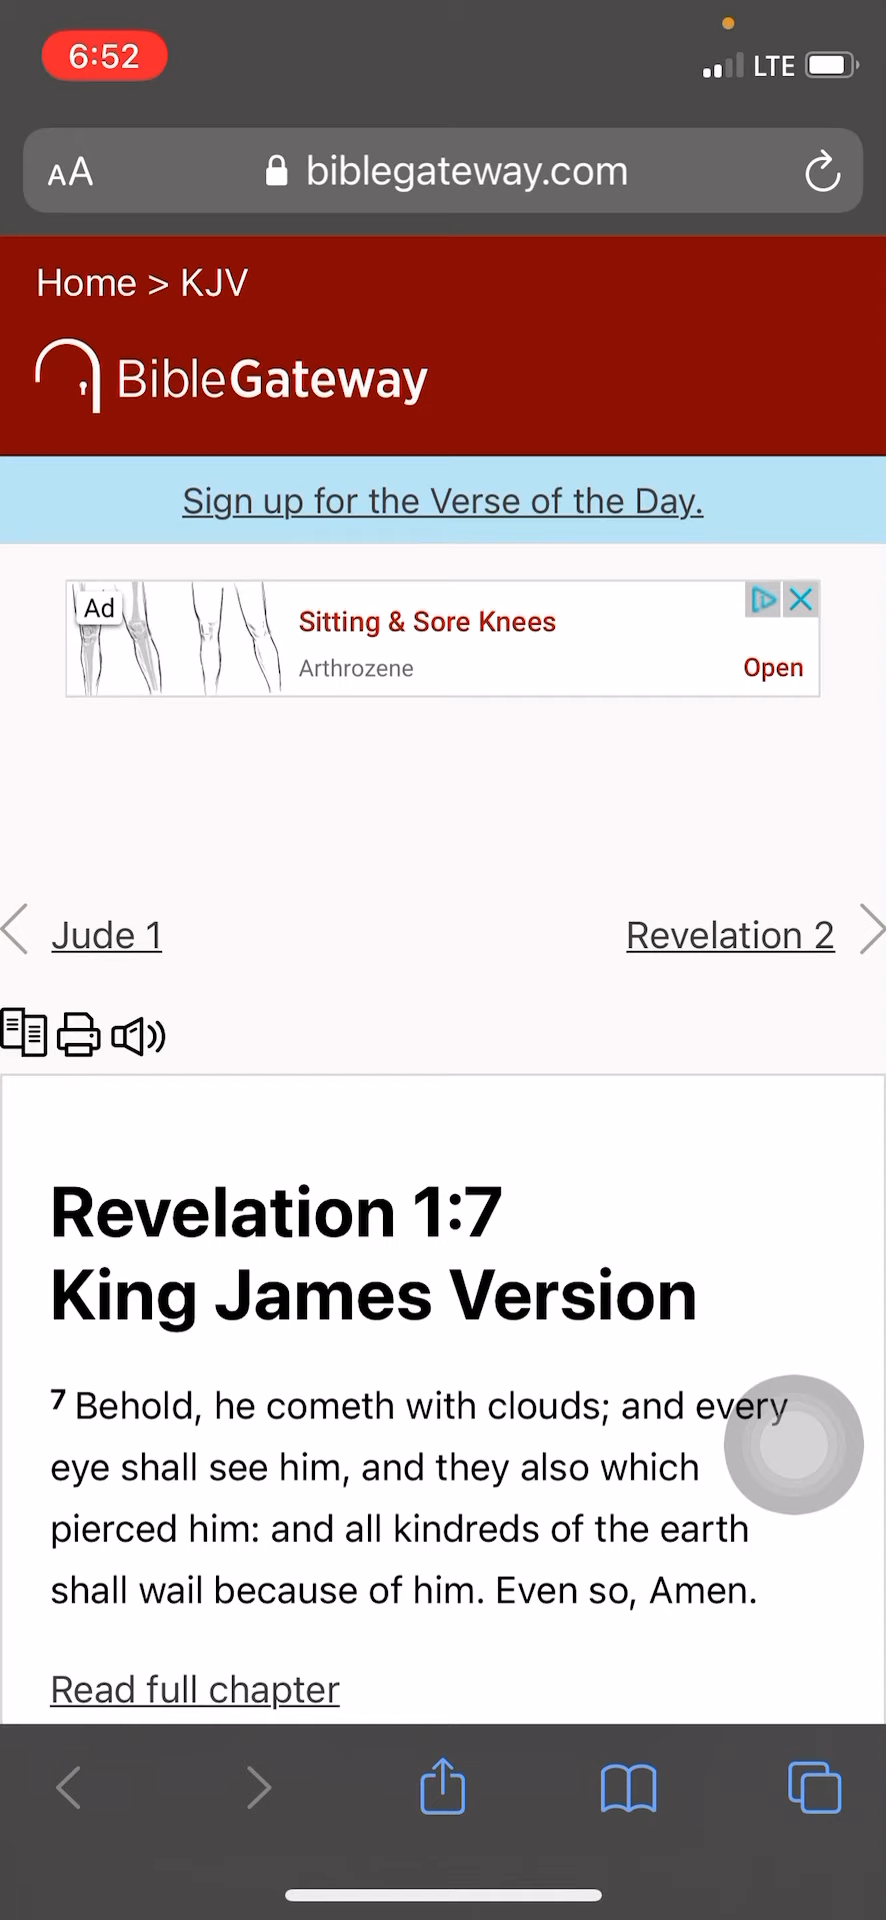 6:52
LTE
AA
biblegateway.com
Home > KJV
BibleGateway
Sign up for the Verse of the Day.
Ad
Sitting & Sore Knees
Arthrozene
Open
Jude 1
Revelation 2
Revelation 1:7
King James Version
7 Behold, he cometh with clouds; and every
eye shall see him, and they also which
pierced him: and all kindreds of the earth
shall wail because of him. Even so, Amen.
Read full chapter